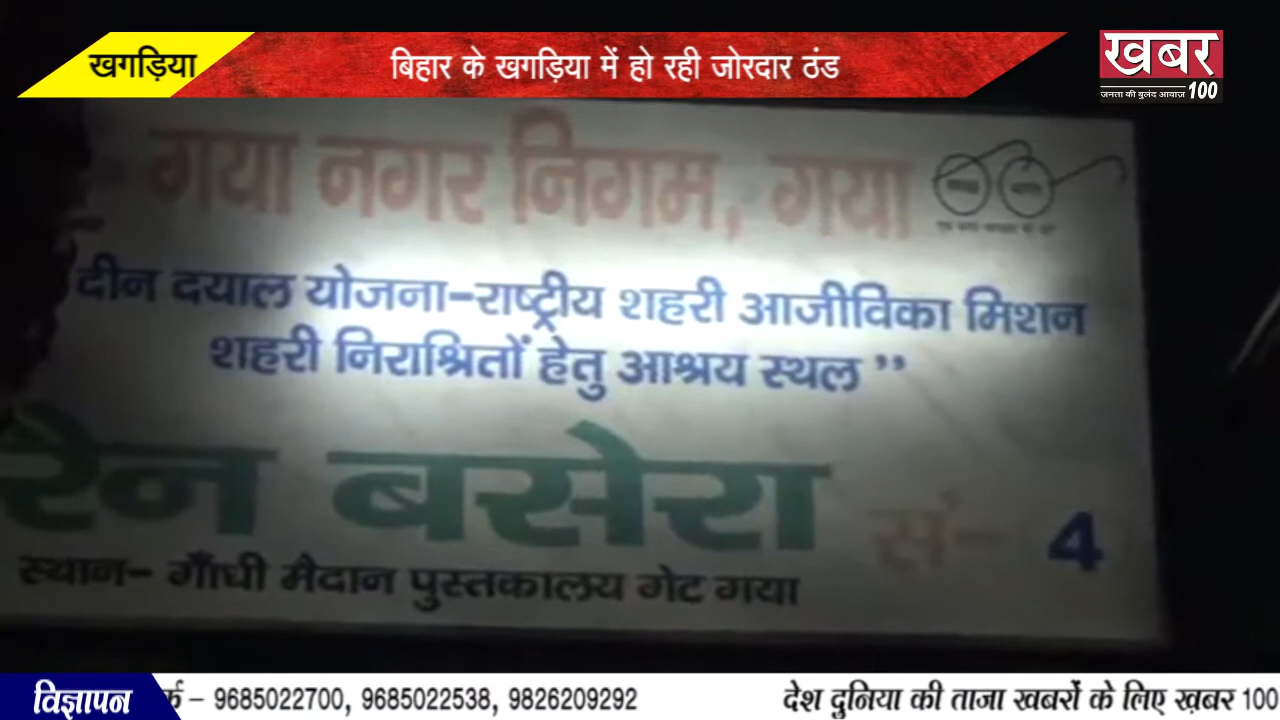 खगड़िया
बिहार के खगड़िया में हो रही जोरदार ठंड
खबर
जनता की बुलंद आवाज़ 100
गया नगर निगम, गया
दीन दयाल योजना-राष्ट्रीय शहरी आजीविका मिशन
शहरी निराश्रितों हेतु आश्रय स्थल ”
रैन बसेरा सं- 4
स्थान- गाँधी मैदान पुस्तकालय गेट गया
विज्ञापन
र्क – 9685022700, 9685022538, 9826209292
देश दुनिया की ताजा खबरों के लिए ख़बर 100